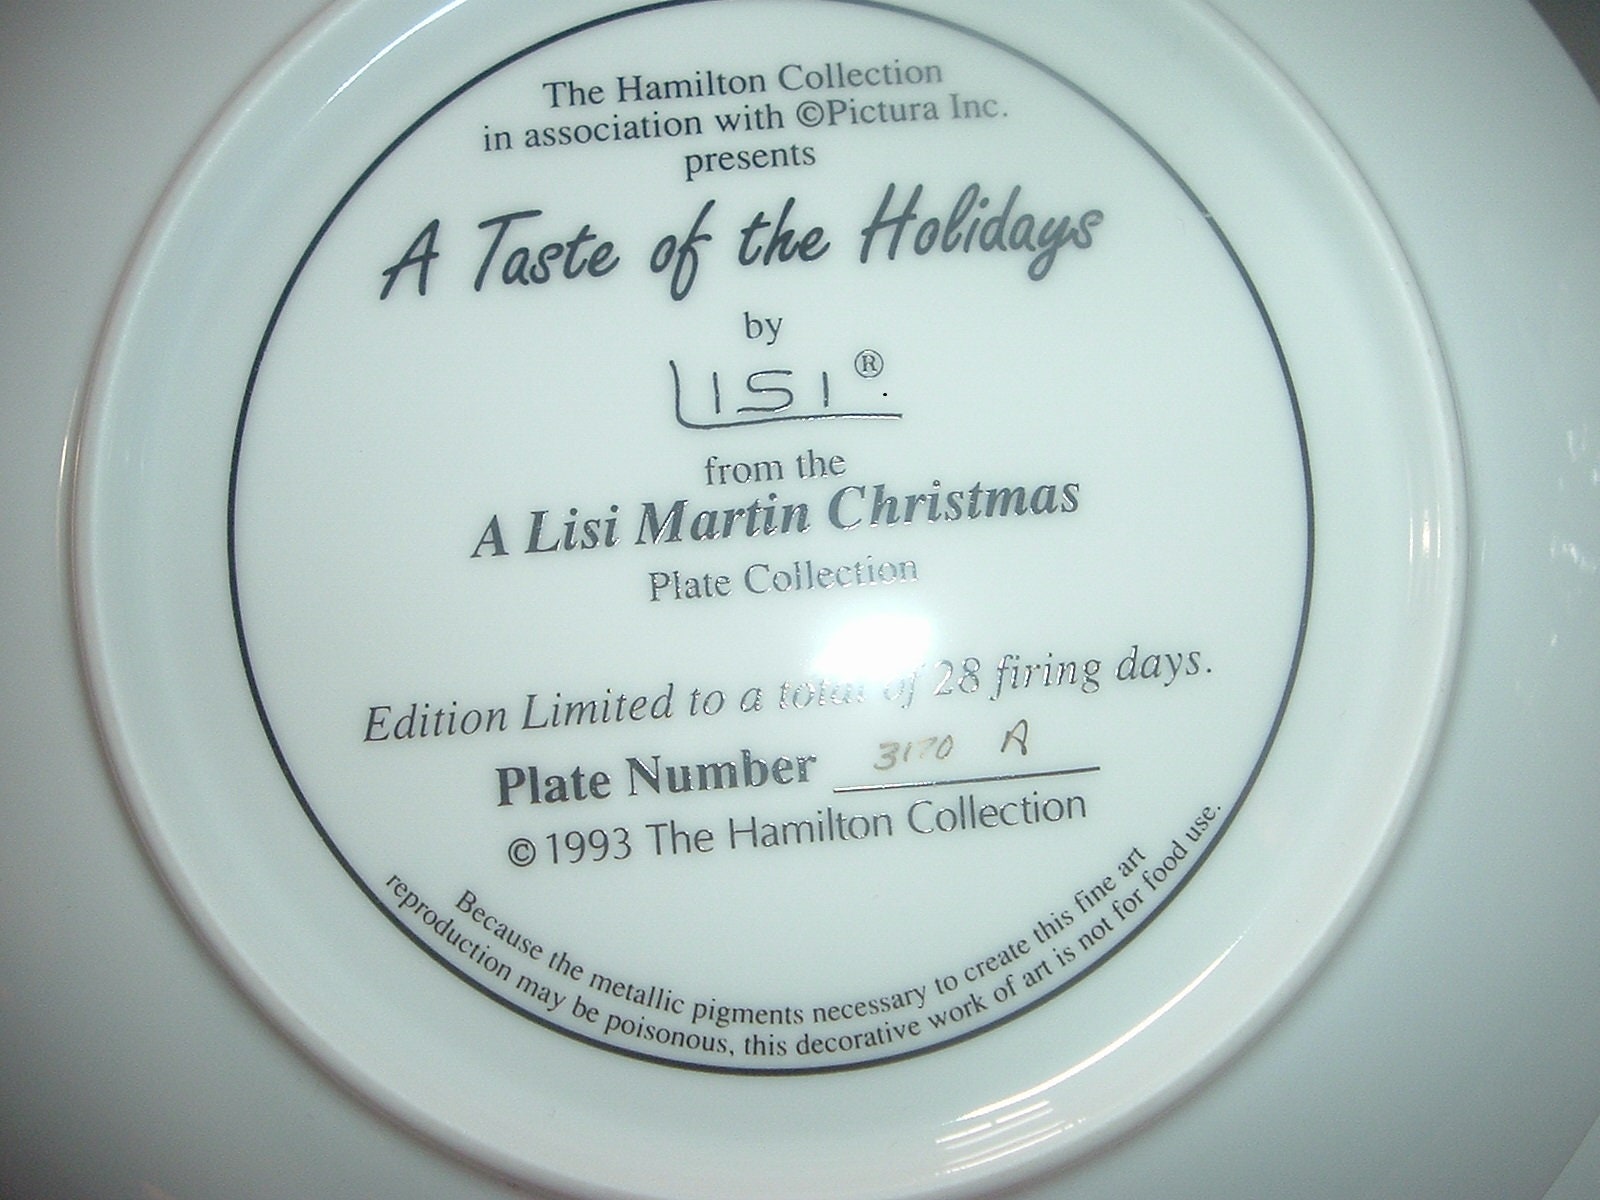 The Hamilton Collection
in association with ©Pictura Inc.
presents
A Taste of the Holidays
by
LISI®
from the
A Lisi Martin Christmas
Plate Collection
Edition Limited to a total of 28 firing days.
Plate Number 3170 A
©1993 The Hamilton Collection
Because the metallic pigments necessary to create this fine art
reproduction may be poisonous, this decorative work of art is not for food use.